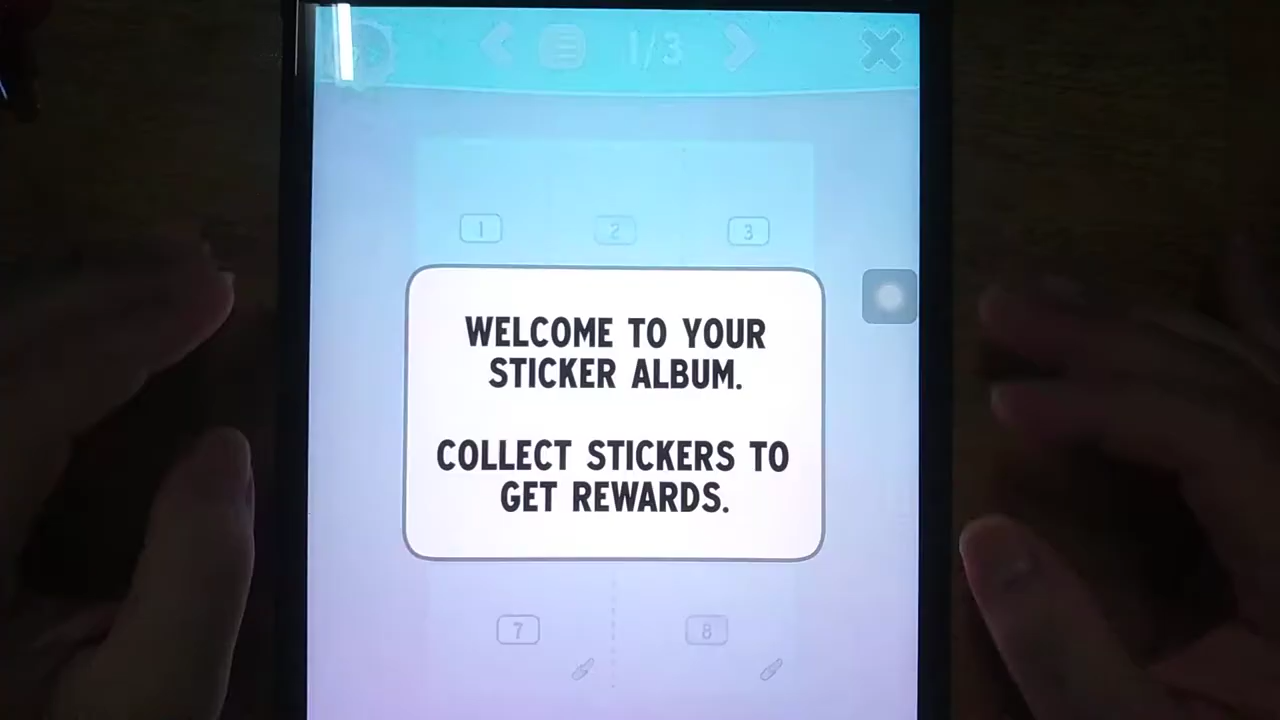 1/3
1 2 3
WELCOME TO YOUR
STICKER ALBUM.
COLLECT STICKERS TO
GET REWARDS.
7 8